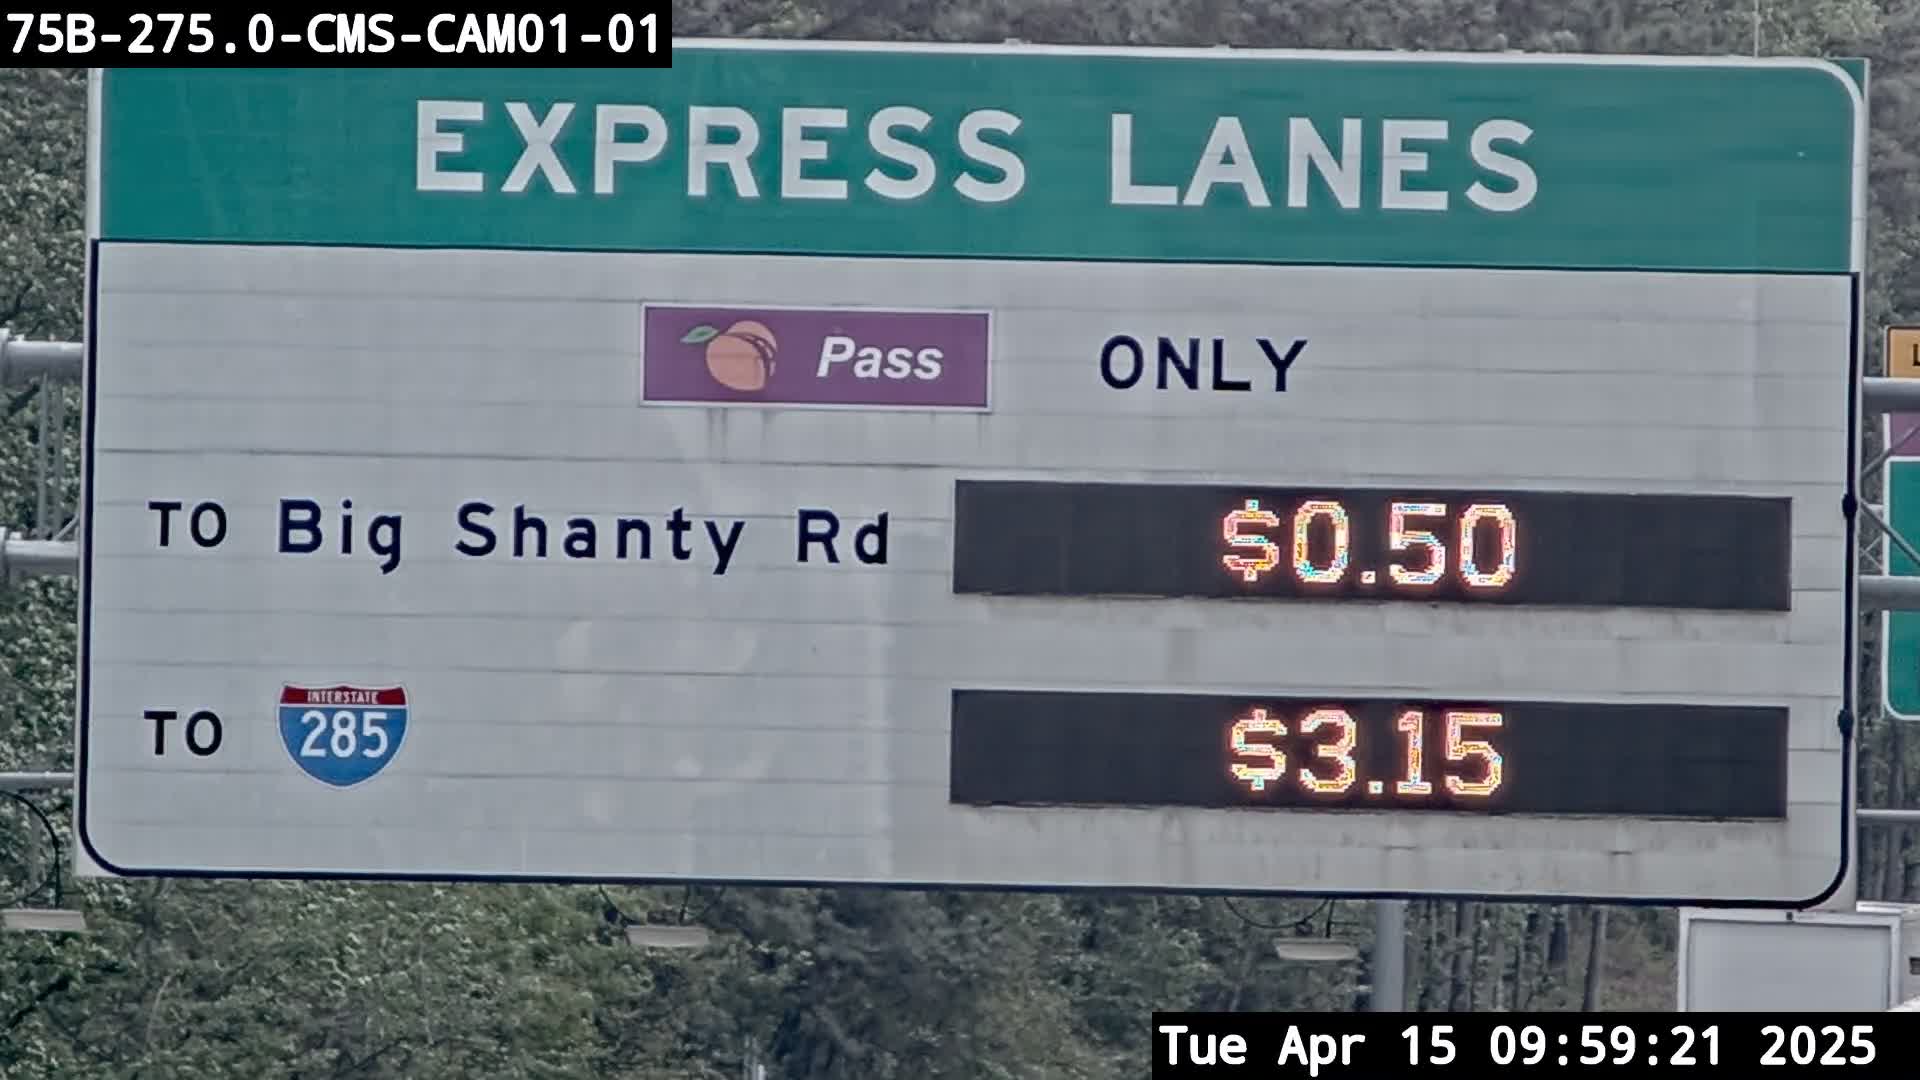 75B-275.0-CMS-CAM01-01
EXPRESS LANES
Pass ONLY
TO Big Shanty Rd $0.50
INTERSTATE
TO 285 $3.15
Tue Apr 15 09:59:21 2025